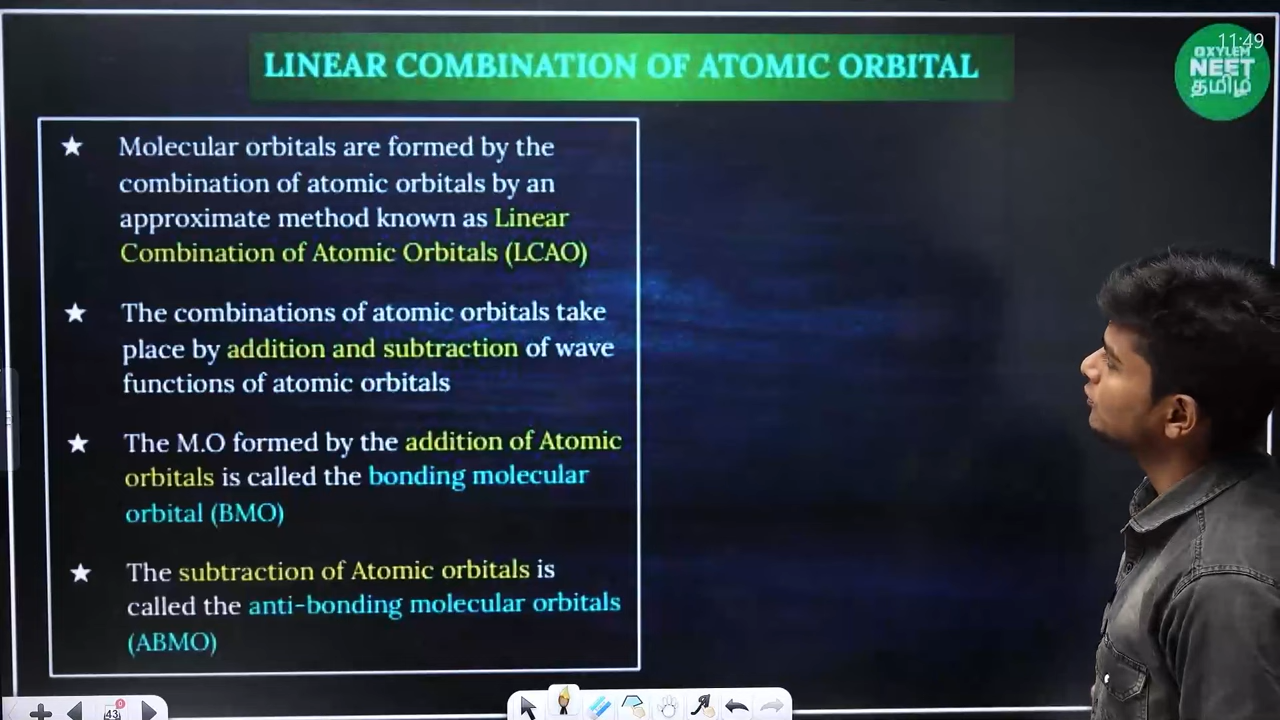 LINEAR COMBINATION OF ATOMIC ORBITAL
11:49
OXYLEM
NEET
தமிழ்
★ Molecular orbitals are formed by the
combination of atomic orbitals by an
approximate method known as Linear
Combination of Atomic Orbitals (LCAO)
★ The combinations of atomic orbitals take
place by addition and subtraction of wave
functions of atomic orbitals
★ The M.O formed by the addition of Atomic
orbitals is called the bonding molecular
orbital (BMO)
★ The subtraction of Atomic orbitals is
called the anti-bonding molecular orbitals
(ABMO)
43